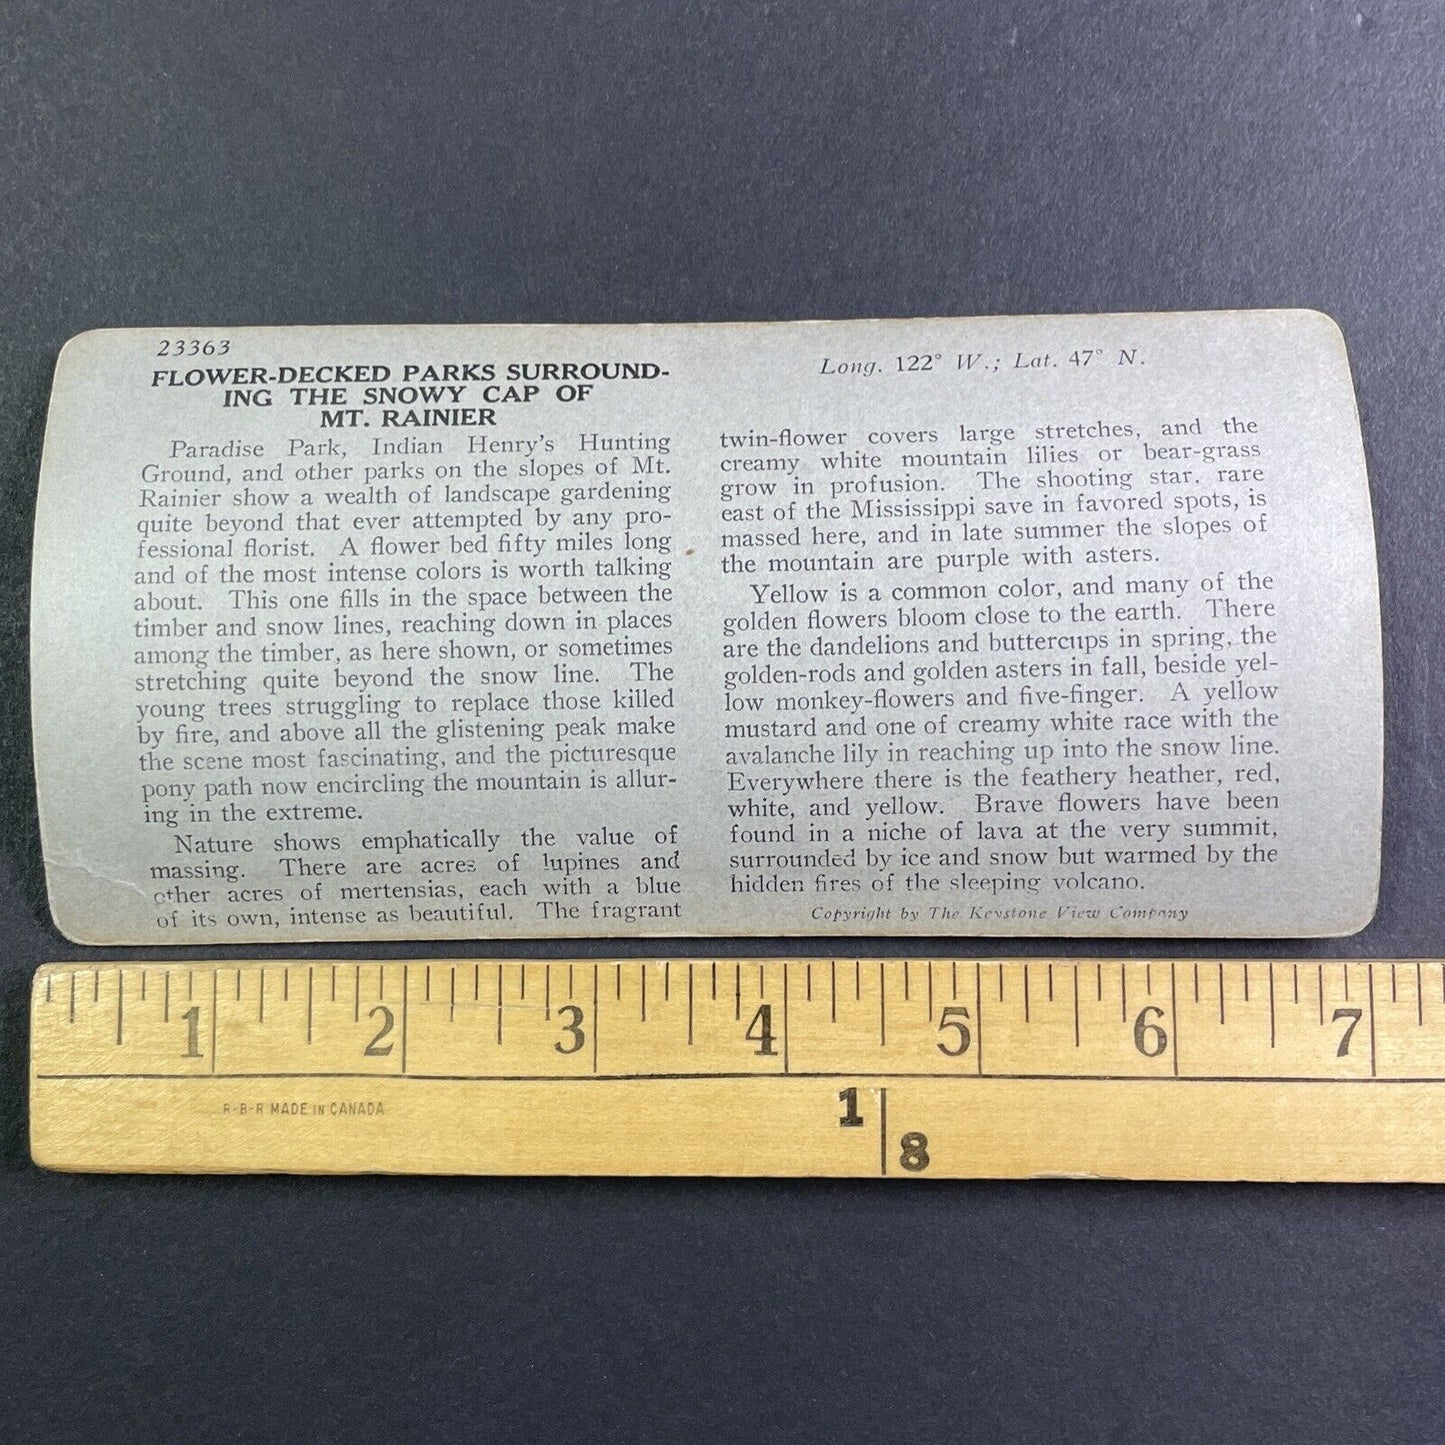 23363
FLOWER-DECKED PARKS SURROUND-
ING THE SNOWY CAP OF
MT. RAINIER
Paradise Park, Indian Henry's Hunting
Ground, and other parks on the slopes of Mt.
Rainier show a wealth of landscape gardening
quite beyond that ever attempted by any pro-
fessional florist. A flower bed fifty miles long
and of the most intense colors is worth talking
about. This one fills in the space between the
timber and snow lines, reaching down in places
among the timber, as here shown, or sometimes
stretching quite beyond the snow line. The
young trees struggling to replace those killed
by fire, and above all the glistening peak make
the scene most fascinating, and the picturesque
pony path now encircling the mountain is allur-
ing in the extreme.
Nature shows emphatically the value of
massing. There are acres of lupines and
other acres of mertensias, each with a blue
of its own, intense as beautiful. The fragrant
Long. 122° W.; Lat. 47° N.
twin-flower covers large stretches, and the
creamy white mountain lilies or bear-grass
grow in profusion. The shooting star, rare
east of the Mississippi save in favored spots, is
massed here, and in late summer the slopes of
the mountain are purple with asters.
Yellow is a common color, and many of the
golden flowers bloom close to the earth. There
are the dandelions and buttercups in spring, the
golden-rods and golden asters in fall, beside yel-
low monkey-flowers and five-finger. A yellow
mustard and one of creamy white race with the
avalanche lily in reaching up into the snow line.
Everywhere there is the feathery heather, red,
white, and yellow. Brave flowers have been
found in a niche of lava at the very summit,
surrounded by ice and snow but warmed by the
hidden fires of the sleeping volcano.
Copyright by The Keystone View Company
1 2 3 4 5 6 7
R-B-R MADE IN CANADA
1 8